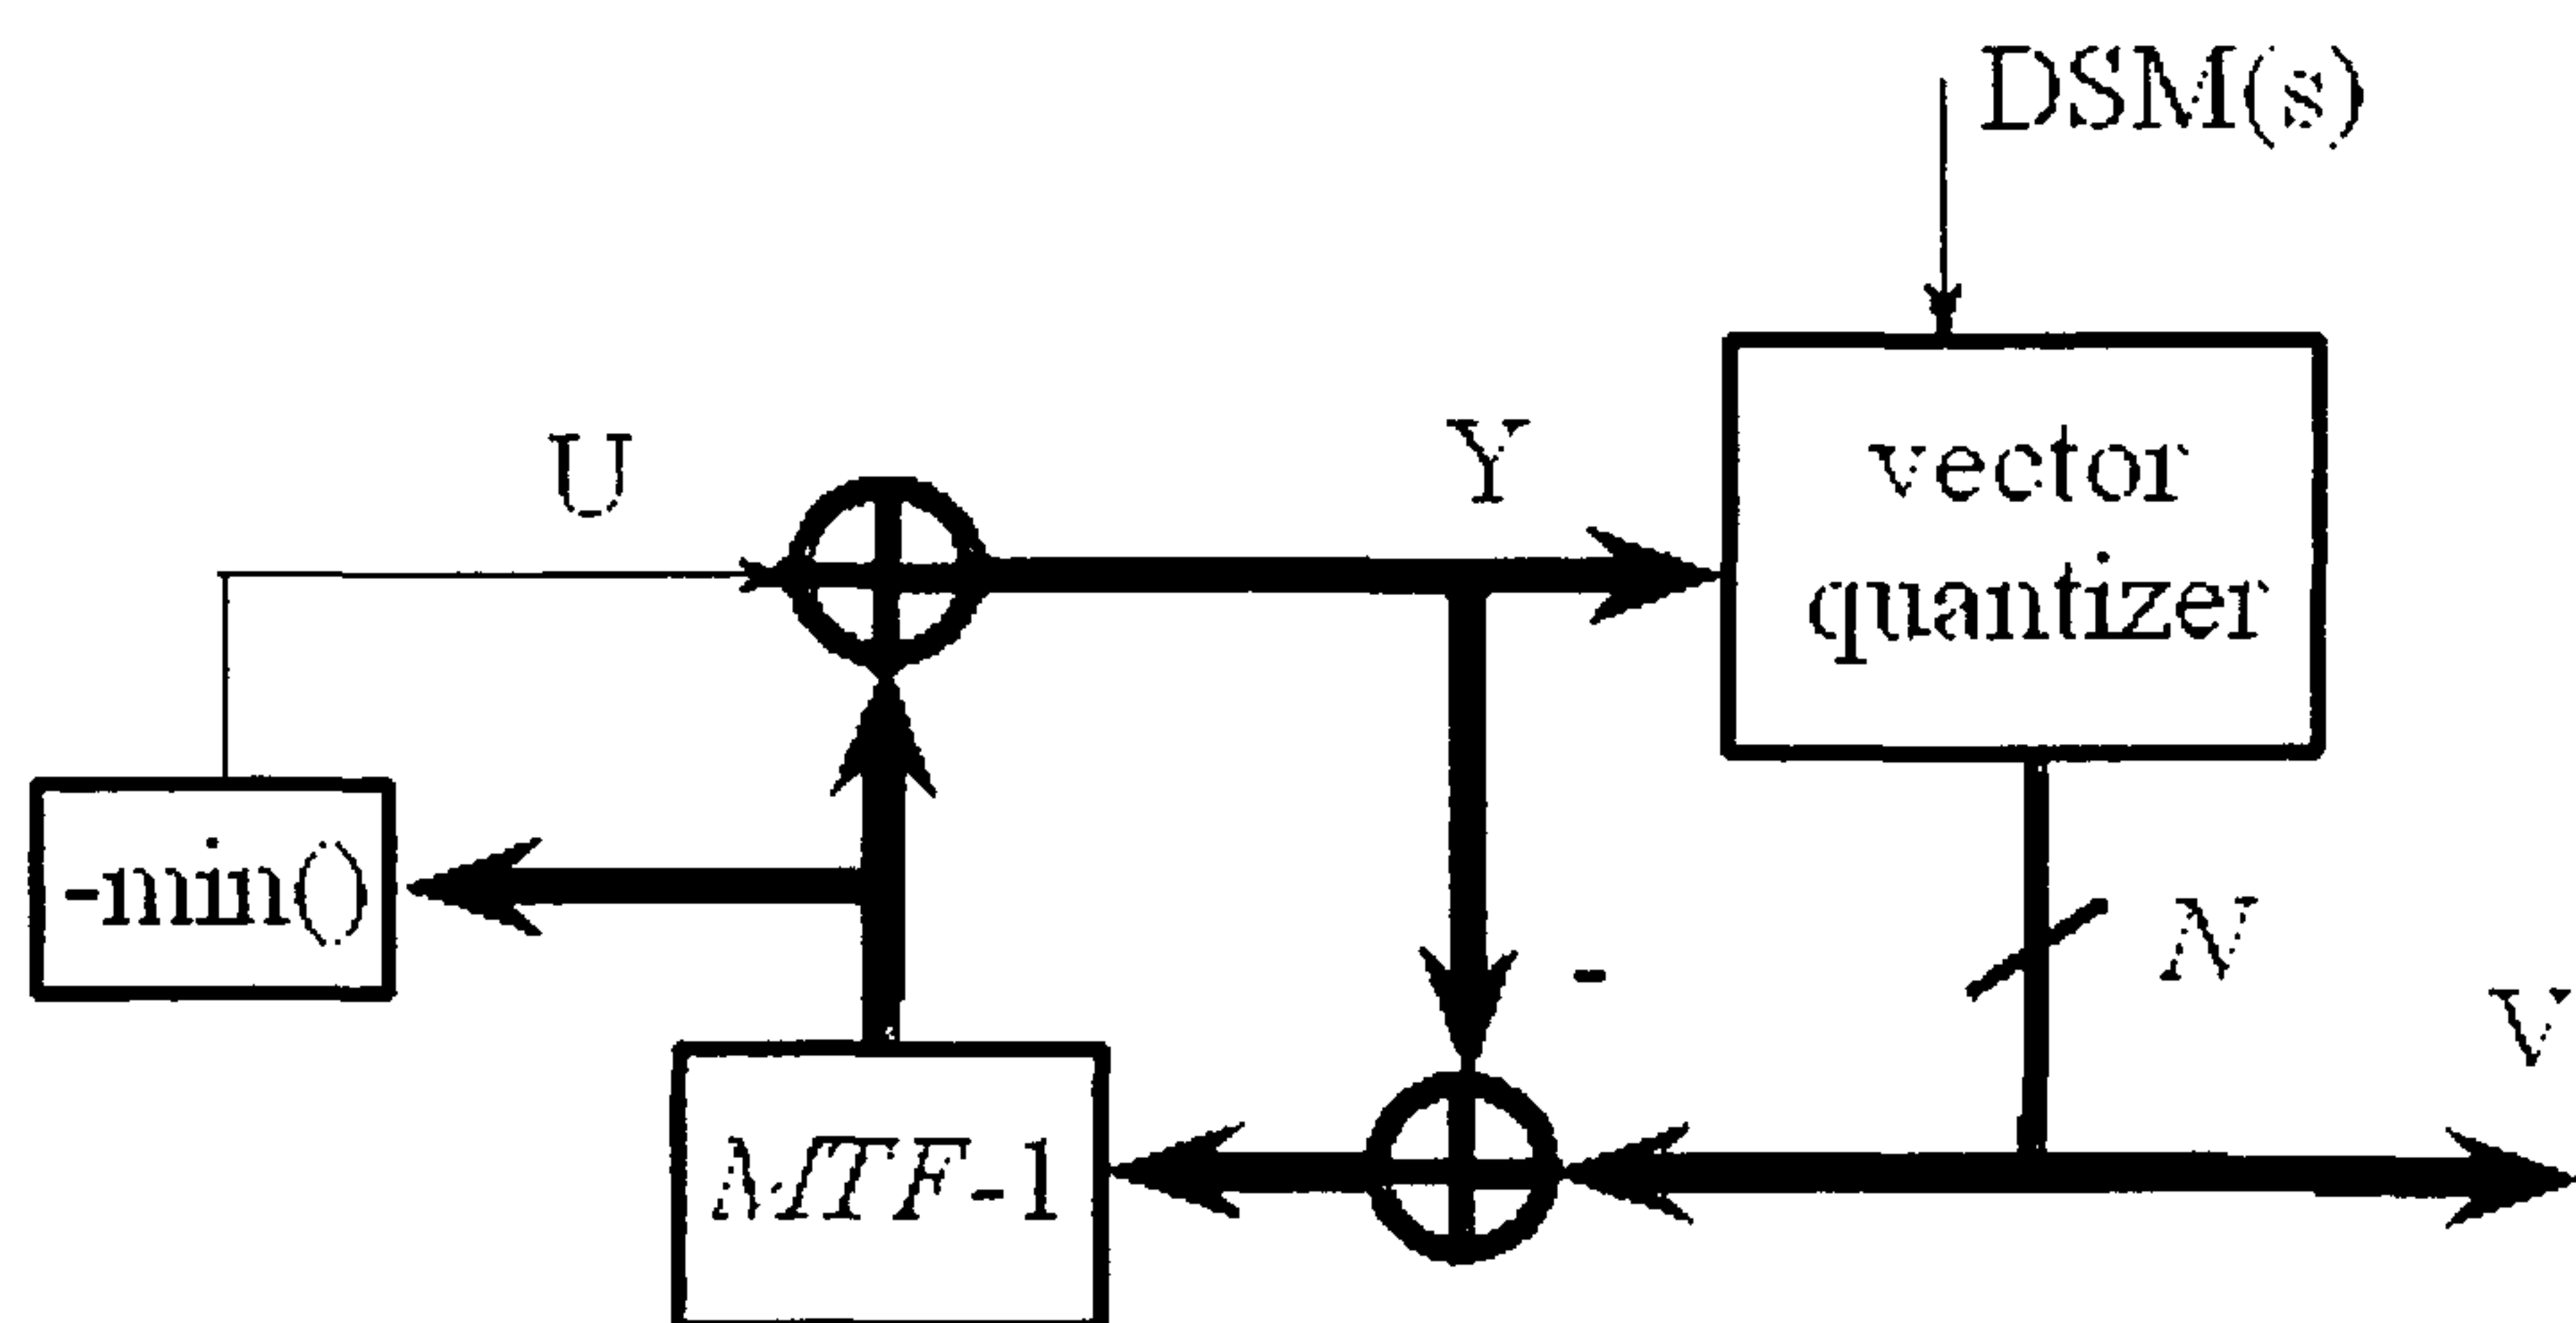 DSM(s)
U
Y
vector
quantizer
-min()
-
N
V
MTF-1